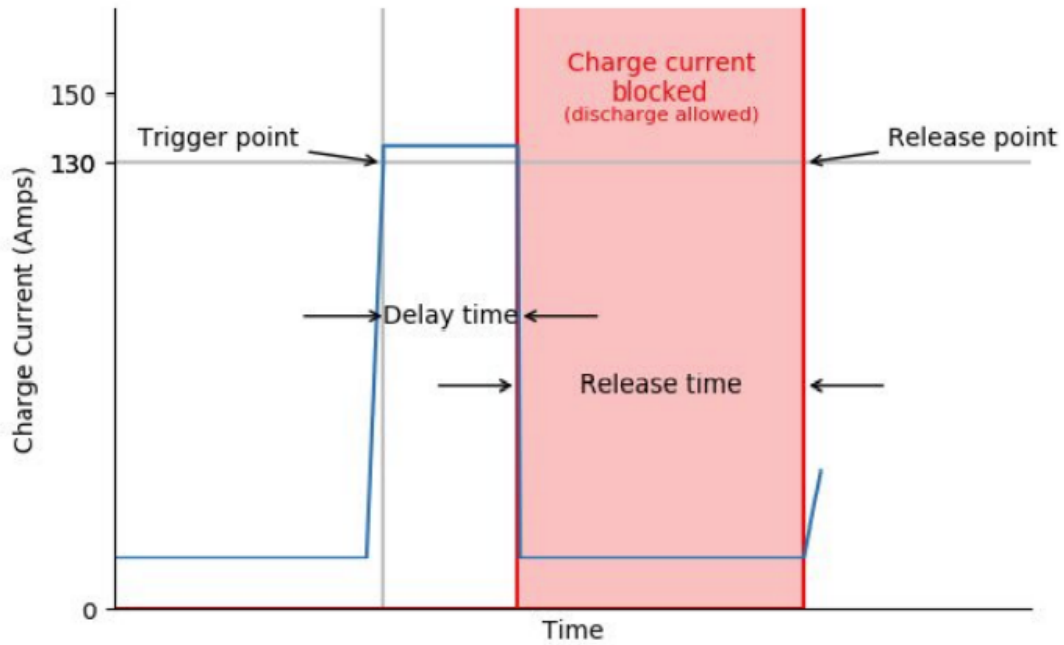 Charge current
blocked
(discharge allowed)
150
Trigger point
Release point
130
Charge Current (Amps)
Delay time
Release time
0
Time